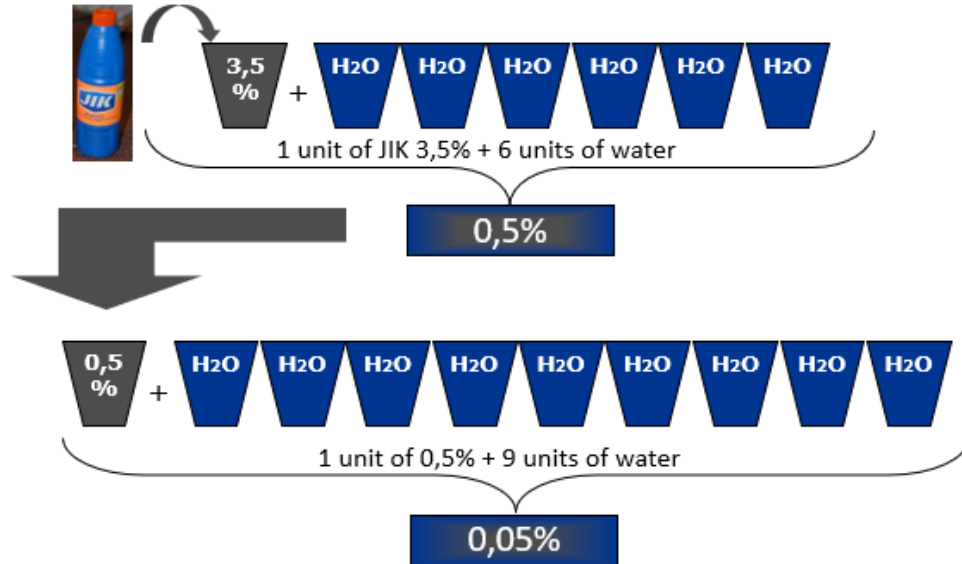 JIK
3,5
%
+
H2O
H2O
H2O
H2O
H2O
H2O
1 unit of JIK 3,5% + 6 units of water
0,5%
0,5
%
+
H2O
H2O
H2O
H2O
H2O
H2O
H2O
H2O
H2O
1 unit of 0,5% + 9 units of water
0,05%